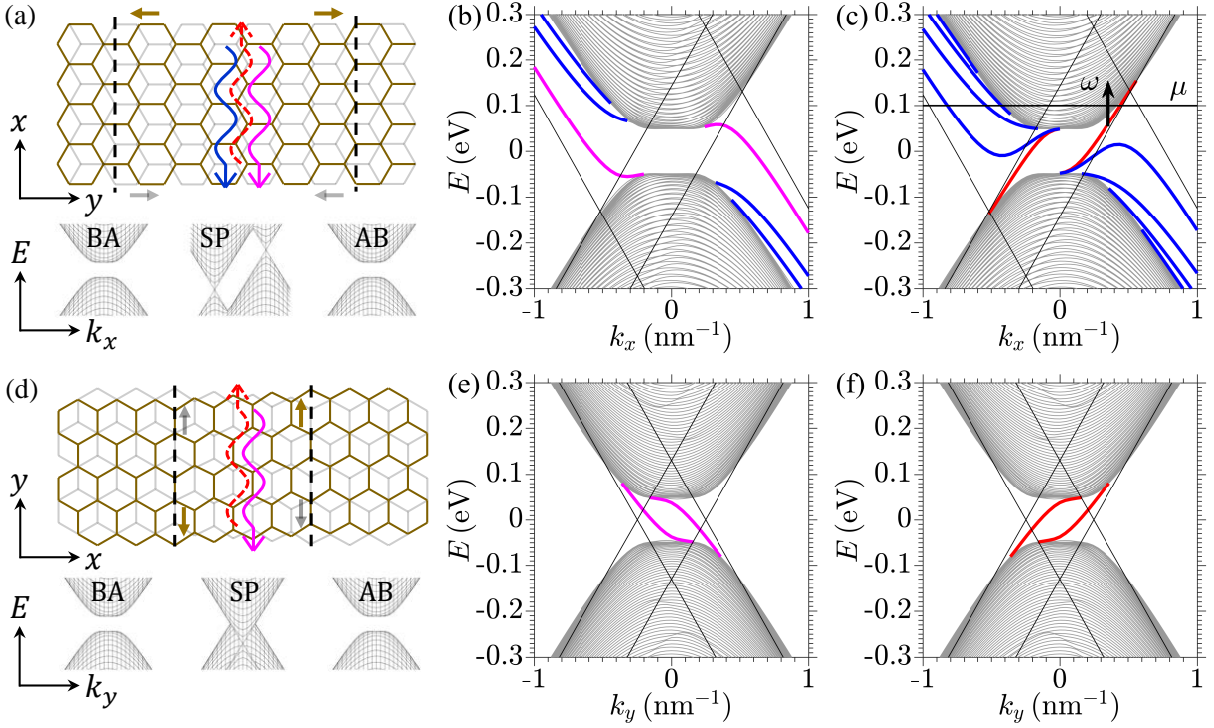 (a)
x
y
BA SP AB
E
k_x
(b)
0.3
0.2
0.1
0
-0.1
-0.2
-0.3
E (eV)
-1 0 1
k_x (nm⁻¹)
(c)
0.3
0.2
0.1
0
-0.1
-0.2
-0.3
E (eV)
ω
μ
-1 0 1
k_x (nm⁻¹)
(d)
y
x
BA SP AB
E
k_y
(e)
0.3
0.2
0.1
0
-0.1
-0.2
-0.3
E (eV)
-1 0 1
k_y (nm⁻¹)
(f)
0.3
0.2
0.1
0
-0.1
-0.2
-0.3
E (eV)
-1 0 1
k_y (nm⁻¹)